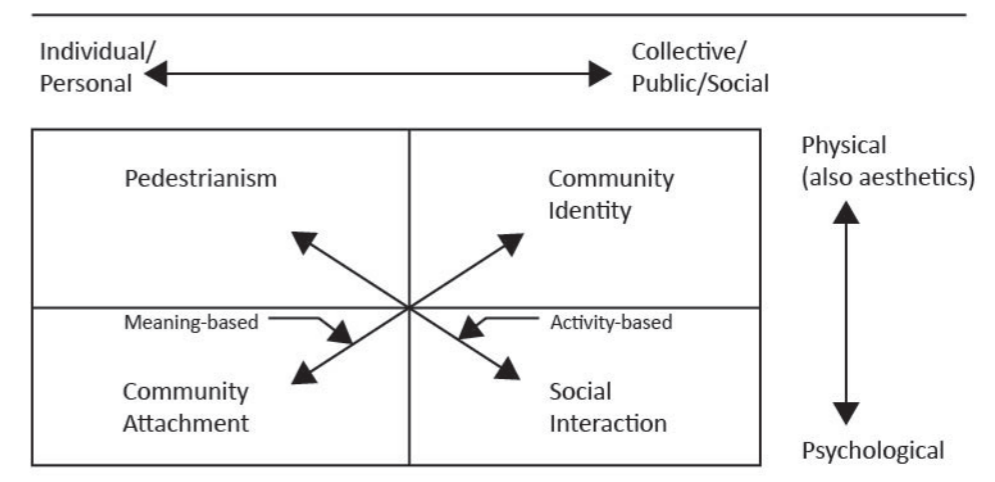 Individual/
Personal
Collective/
Public/Social
Physical
(also aesthetics)
Pedestrianism
Community
Identity
Meaning-based
Activity-based
Community
Attachment
Social
Interaction
Psychological